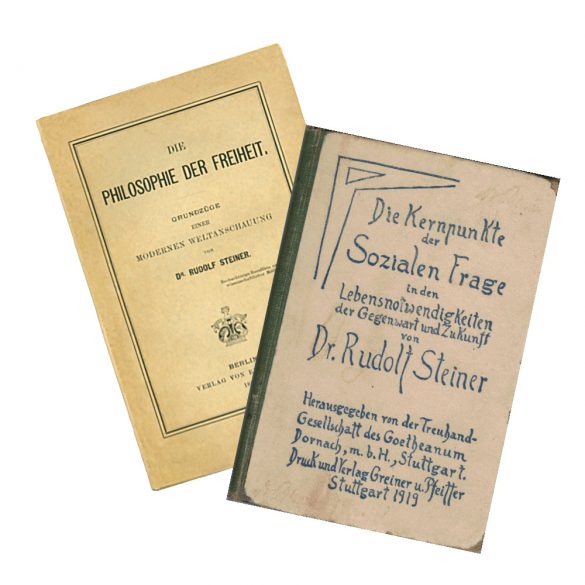 DIE
PHILOSOPHIE DER FREIHEIT.
GRUNDZÜGE
EINER
MODERNEN WELTANSCHAUUNG
VON
DR. RUDOLF STEINER.
BERLIN
VERLAG VON
Die Kernpunkte
der
Sozialen Frage
in den
Lebensnotwendigkeiten
der Gegenwart und Zukunft
von
Dr. Rudolf Steiner
Herausgegeben von der Treuhand-
Gesellschaft des Goetheanum
Dornach, m. b. H., Stuttgart.
Druck und Verlag Greiner u. Pfeiffer
Stuttgart 1919